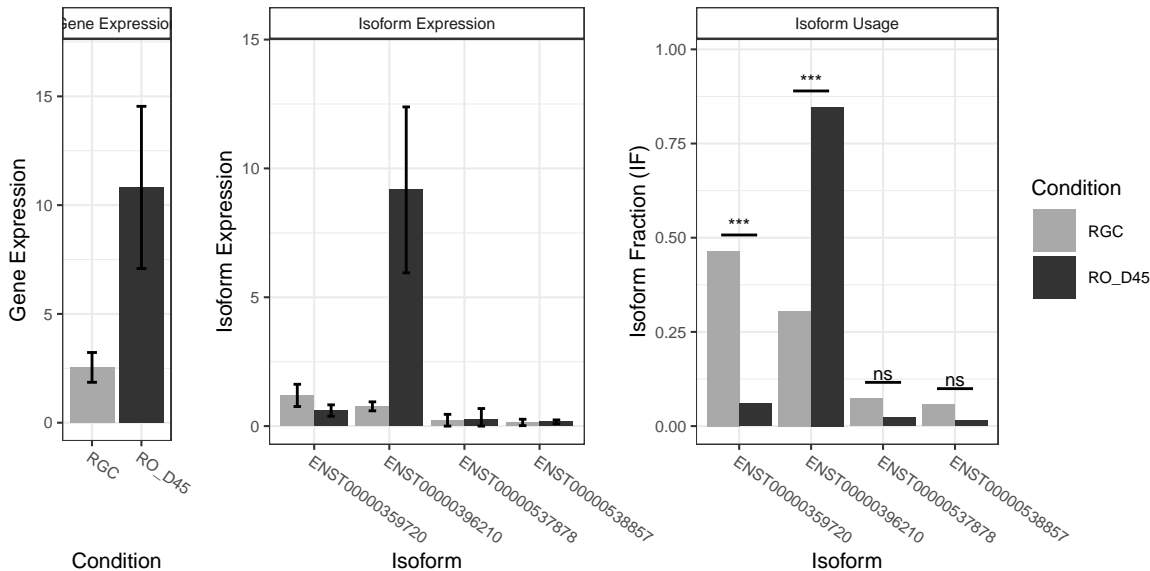 Gene Expression
Isoform Expression
Isoform Usage
Gene Expression
15
10
5
0
RGC
RO_D45
Condition
Isoform Expression
15
10
5
0
ENST00000359720
ENST00000396210
ENST00000537878
ENST00000538857
Isoform
Isoform Fraction (IF)
1.00
0.75
0.50
0.25
0.00
***
***
ns
ns
ENST00000359720
ENST00000396210
ENST00000537878
ENST00000538857
Isoform
Condition
RGC
RO_D45